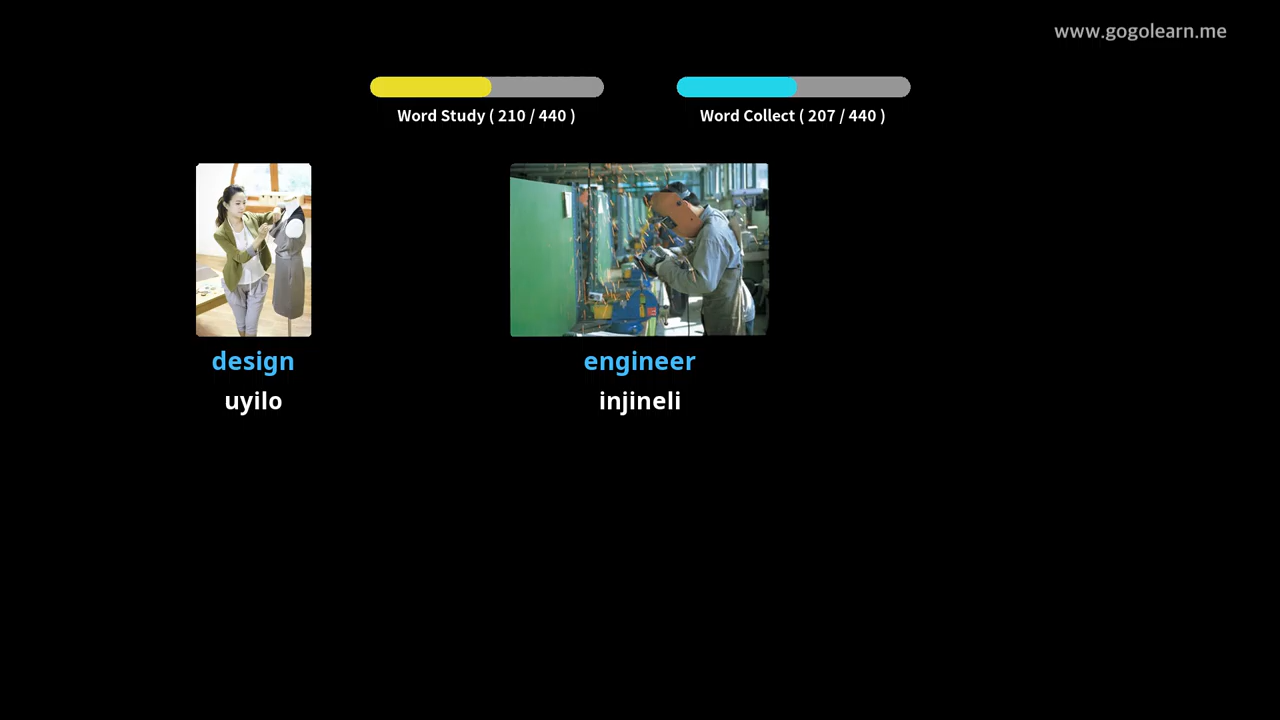 www.gogolearn.me
Word Study ( 210 / 440 )
Word Collect ( 207 / 440 )
design
uyilo
engineer
injineli